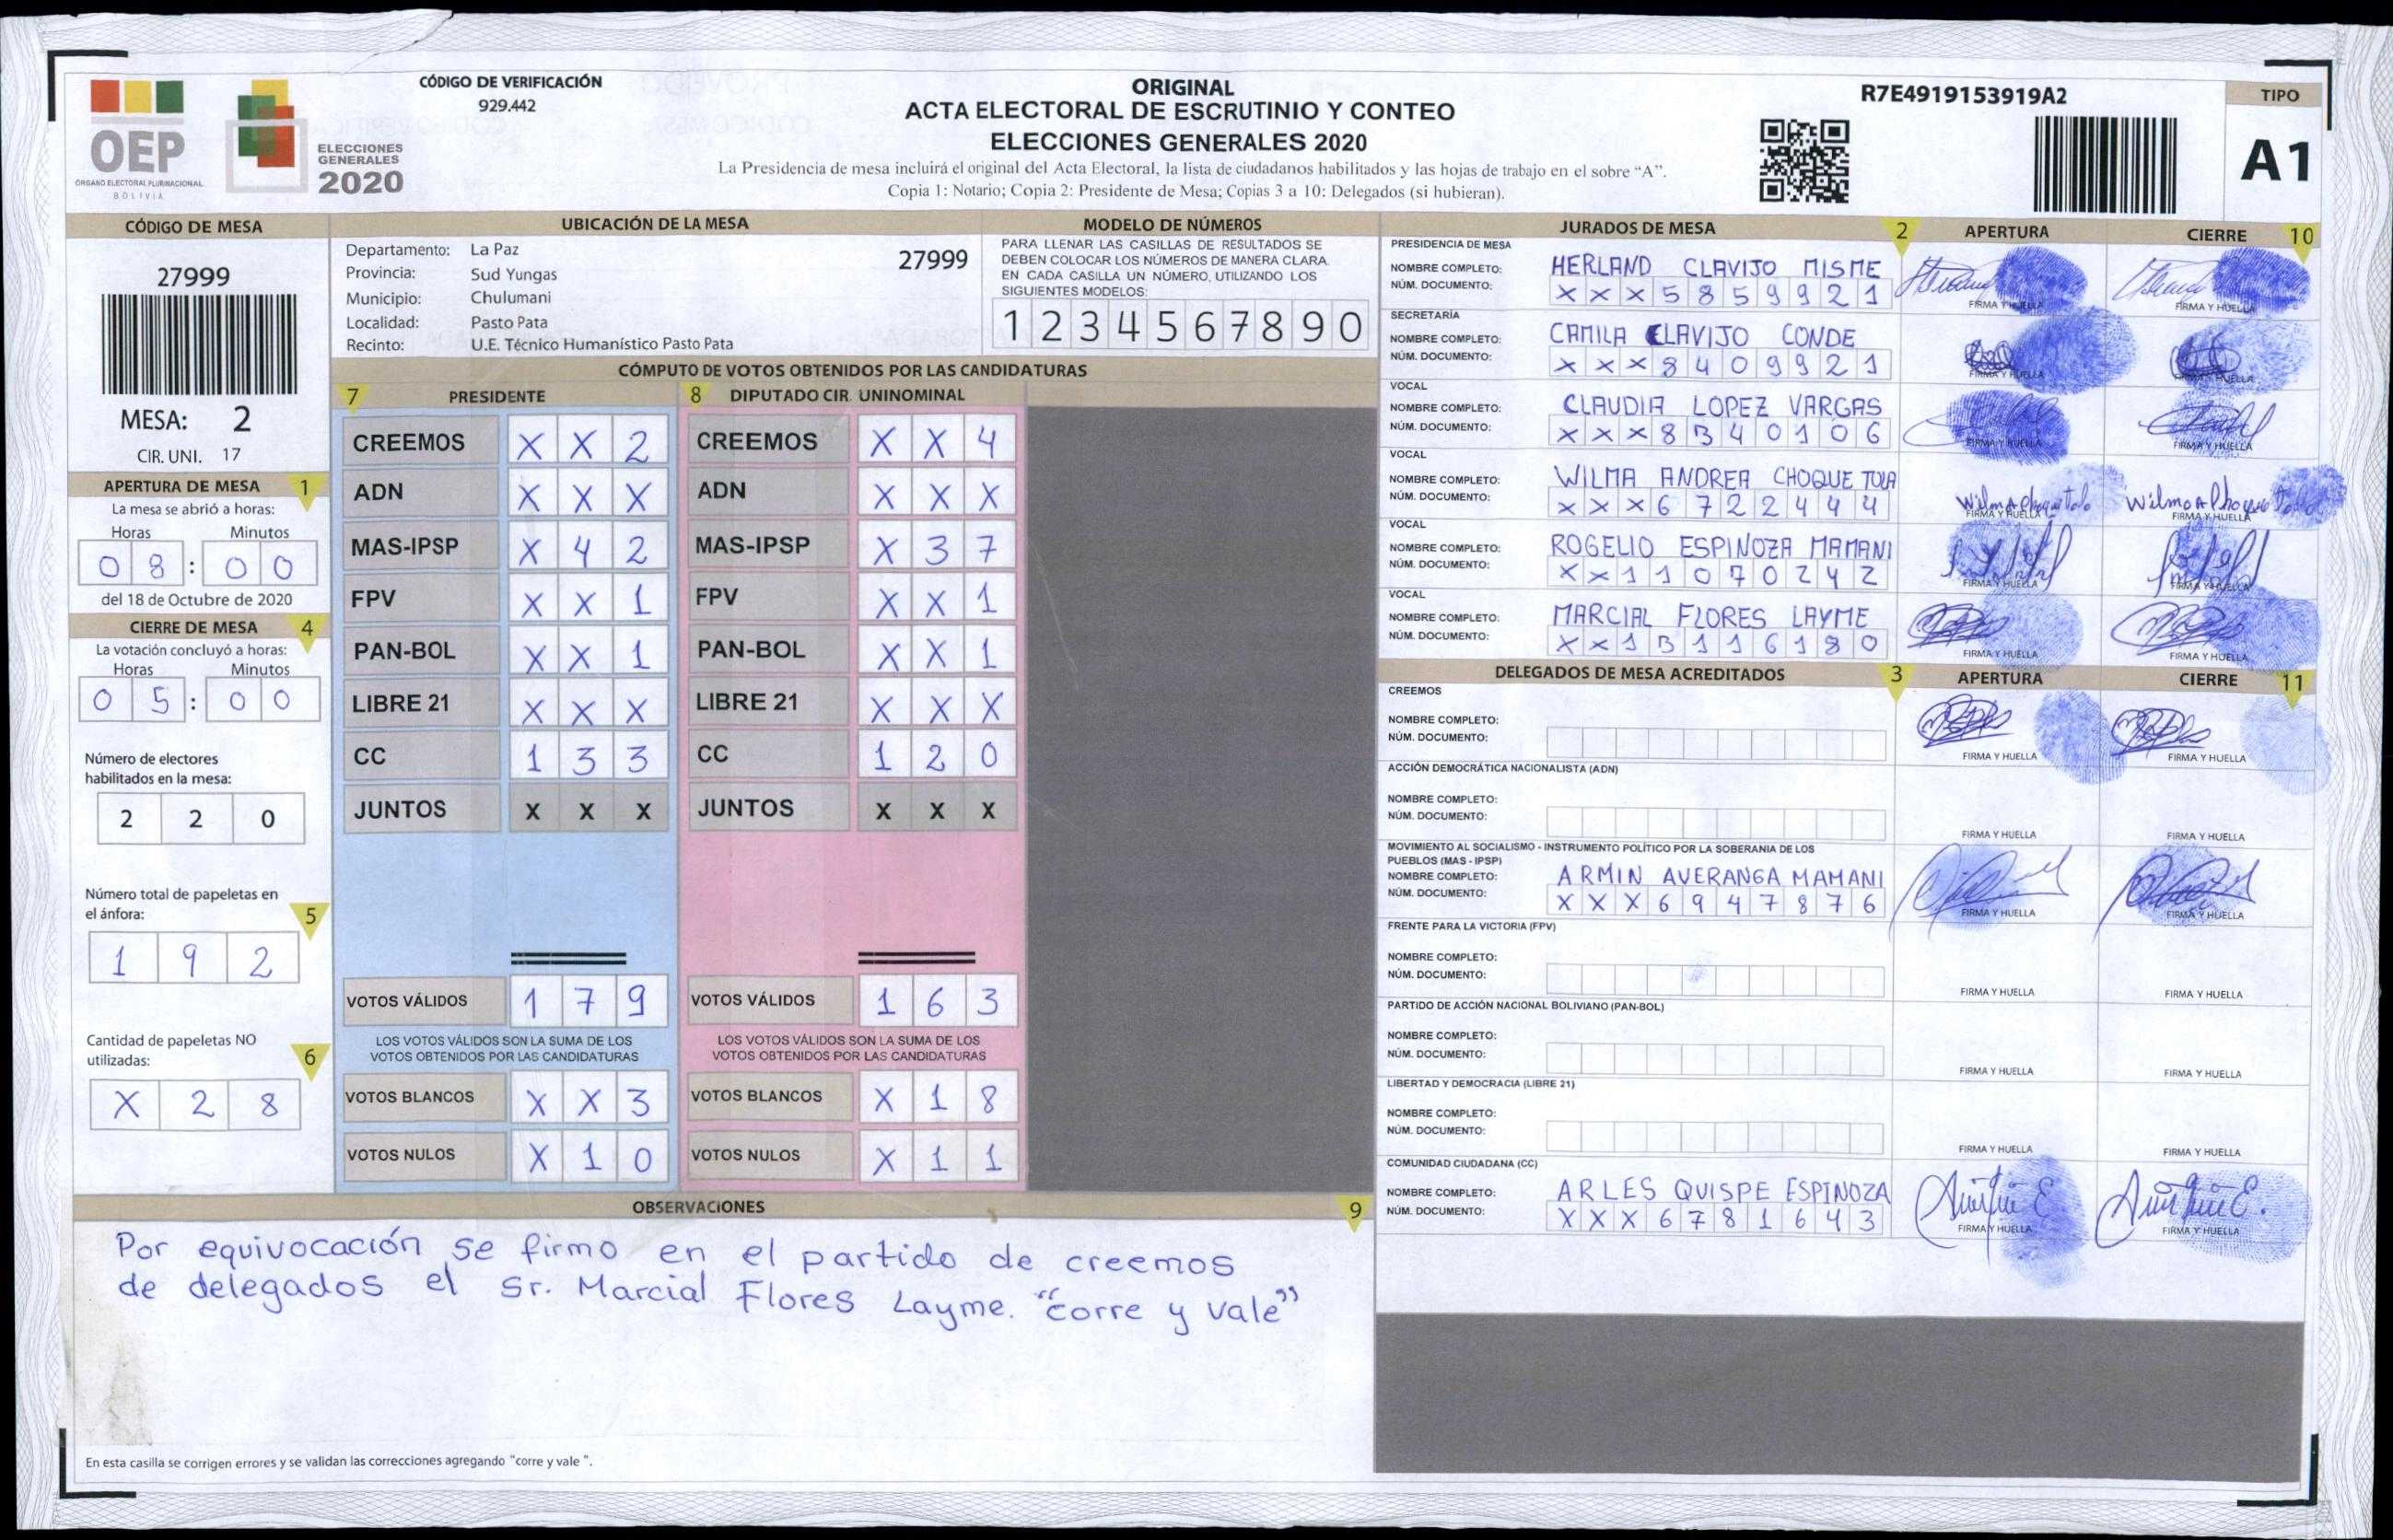 CÓDIGO DE VERIFICACIÓN
929.442
OEP
ÓRGANO ELECTORAL PLURINACIONAL
BOLIVIA
ELECCIONES
GENERALES
2020
ORIGINAL
ACTA ELECTORAL DE ESCRUTINIO Y CONTEO
ELECCIONES GENERALES 2020
La Presidencia de mesa incluirá el original del Acta Electoral, la lista de ciudadanos habilitados y las hojas de trabajo en el sobre “A”.
Copia 1: Notario; Copia 2: Presidente de Mesa; Copias 3 a 10: Delegados (si hubieran).
R7E4919153919A2
TIPO
A1
CÓDIGO DE MESA
27999
MESA: 2
CIR. UNI. 17
APERTURA DE MESA 1
La mesa se abrió a horas:
Horas Minutos
0 8 : 0 0
del 18 de Octubre de 2020
CIERRE DE MESA 4
La votación concluyó a horas:
Horas Minutos
0 5 : 0 0
Número de electores
habilitados en la mesa:
2 2 0
Número total de papeletas en
el ánfora: 5
1 9 2
Cantidad de papeletas NO
utilizadas: 6
X 2 8
UBICACIÓN DE LA MESA
Departamento: La Paz 27999
Provincia: Sud Yungas
Municipio: Chulumani
Localidad: Pasto Pata
Recinto: U.E. Técnico Humanístico Pasto Pata
MODELO DE NÚMEROS
PARA LLENAR LAS CASILLAS DE RESULTADOS SE
DEBEN COLOCAR LOS NÚMEROS DE MANERA CLARA.
EN CADA CASILLA UN NÚMERO, UTILIZANDO LOS
SIGUIENTES MODELOS:
1 2 3 4 5 6 7 8 9 0
CÓMPUTO DE VOTOS OBTENIDOS POR LAS CANDIDATURAS
7 PRESIDENTE
CREEMOS X X 2
ADN X X X
MAS-IPSP X 4 2
FPV X X 1
PAN-BOL X X 1
LIBRE 21 X X X
CC 1 3 3
JUNTOS X X X
VOTOS VÁLIDOS 1 7 9
LOS VOTOS VÁLIDOS SON LA SUMA DE LOS
VOTOS OBTENIDOS POR LAS CANDIDATURAS
VOTOS BLANCOS X X 3
VOTOS NULOS X 1 0
8 DIPUTADO CIR. UNINOMINAL
CREEMOS X X 4
ADN X X X
MAS-IPSP X 3 7
FPV X X 1
PAN-BOL X X 1
LIBRE 21 X X X
CC 1 2 0
JUNTOS X X X
VOTOS VÁLIDOS 1 6 3
LOS VOTOS VÁLIDOS SON LA SUMA DE LOS
VOTOS OBTENIDOS POR LAS CANDIDATURAS
VOTOS BLANCOS X 1 8
VOTOS NULOS X 1 1
OBSERVACIONES 9
Por equivocación se firmo en el partido de creemos
de delegados el Sr. Marcial Flores Layme. “corre y vale”
En esta casilla se corrigen errores y se validan las correcciones agregando "corre y vale ".
JURADOS DE MESA 2 APERTURA CIERRE 10
PRESIDENCIA DE MESA
NOMBRE COMPLETO: HERLAND CLAVIJO MISME
NÚM. DOCUMENTO: X X X 5 8 5 9 9 2 1
FIRMA Y HUELLA FIRMA Y HUELLA
SECRETARÍA
NOMBRE COMPLETO: CAMILA CLAVIJO CONDE
NÚM. DOCUMENTO: X X X 8 4 0 9 9 2 1
FIRMA Y HUELLA FIRMA Y HUELLA
VOCAL
NOMBRE COMPLETO: CLAUDIA LOPEZ VARGAS
NÚM. DOCUMENTO: X X X 8 3 4 0 1 0 6
FIRMA Y HUELLA FIRMA Y HUELLA
VOCAL
NOMBRE COMPLETO: WILMA ANDREA CHOQUE TOLA
NÚM. DOCUMENTO: X X X 6 7 2 2 4 4 4
FIRMA Y HUELLA FIRMA Y HUELLA
VOCAL
NOMBRE COMPLETO: ROGELIO ESPINOZA MAMANI
NÚM. DOCUMENTO: X X 1 1 0 7 0 2 4 2
FIRMA Y HUELLA FIRMA Y HUELLA
VOCAL
NOMBRE COMPLETO: MARCIAL FLORES LAYME
NÚM. DOCUMENTO: X X 1 3 1 1 6 1 8 0
FIRMA Y HUELLA FIRMA Y HUELLA
DELEGADOS DE MESA ACREDITADOS 3 APERTURA CIERRE 11
CREEMOS
NOMBRE COMPLETO:
NÚM. DOCUMENTO:
FIRMA Y HUELLA FIRMA Y HUELLA
ACCIÓN DEMOCRÁTICA NACIONALISTA (ADN)
NOMBRE COMPLETO:
NÚM. DOCUMENTO:
FIRMA Y HUELLA FIRMA Y HUELLA
MOVIMIENTO AL SOCIALISMO - INSTRUMENTO POLÍTICO POR LA SOBERANIA DE LOS
PUEBLOS (MAS - IPSP)
NOMBRE COMPLETO: ARMIN AVERANGA MAMANI
NÚM. DOCUMENTO: X X X 6 9 4 7 8 7 6
FIRMA Y HUELLA FIRMA Y HUELLA
FRENTE PARA LA VICTORIA (FPV)
NOMBRE COMPLETO:
NÚM. DOCUMENTO:
FIRMA Y HUELLA FIRMA Y HUELLA
PARTIDO DE ACCIÓN NACIONAL BOLIVIANO (PAN-BOL)
NOMBRE COMPLETO:
NÚM. DOCUMENTO:
FIRMA Y HUELLA FIRMA Y HUELLA
LIBERTAD Y DEMOCRACIA (LIBRE 21)
NOMBRE COMPLETO:
NÚM. DOCUMENTO:
FIRMA Y HUELLA FIRMA Y HUELLA
COMUNIDAD CIUDADANA (CC)
NOMBRE COMPLETO: ARLES QUISPE ESPINOZA
NÚM. DOCUMENTO: X X X 6 7 8 1 6 4 3
FIRMA Y HUELLA FIRMA Y HUELLA